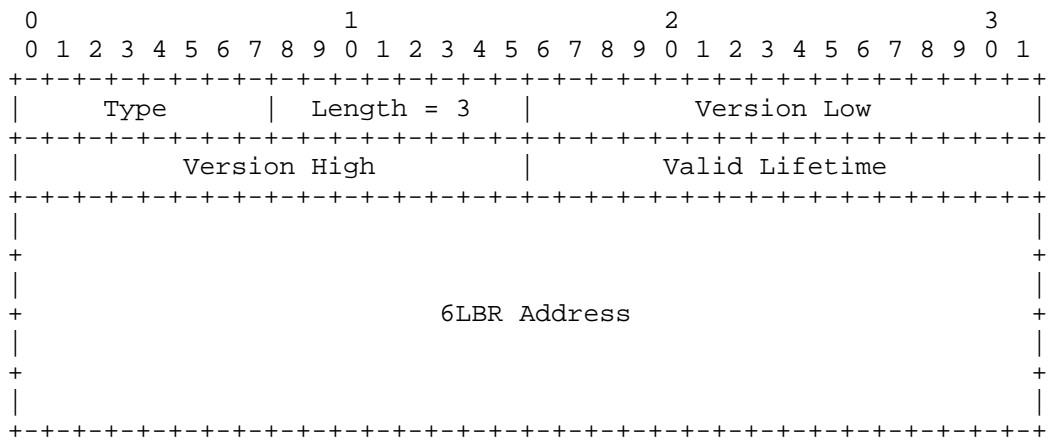 0                   1                   2                   3
 0 1 2 3 4 5 6 7 8 9 0 1 2 3 4 5 6 7 8 9 0 1 2 3 4 5 6 7 8 9 0 1
+-+-+-+-+-+-+-+-+-+-+-+-+-+-+-+-+-+-+-+-+-+-+-+-+-+-+-+-+-+-+-+-+
|     Type      |  Length = 3   |          Version Low          |
+-+-+-+-+-+-+-+-+-+-+-+-+-+-+-+-+-+-+-+-+-+-+-+-+-+-+-+-+-+-+-+-+
|          Version High         |        Valid Lifetime         |
+-+-+-+-+-+-+-+-+-+-+-+-+-+-+-+-+-+-+-+-+-+-+-+-+-+-+-+-+-+-+-+-+
|                                                               |
+                                                               +
|                                                               |
+                          6LBR Address                         +
|                                                               |
+                                                               +
|                                                               |
+-+-+-+-+-+-+-+-+-+-+-+-+-+-+-+-+-+-+-+-+-+-+-+-+-+-+-+-+-+-+-+-+